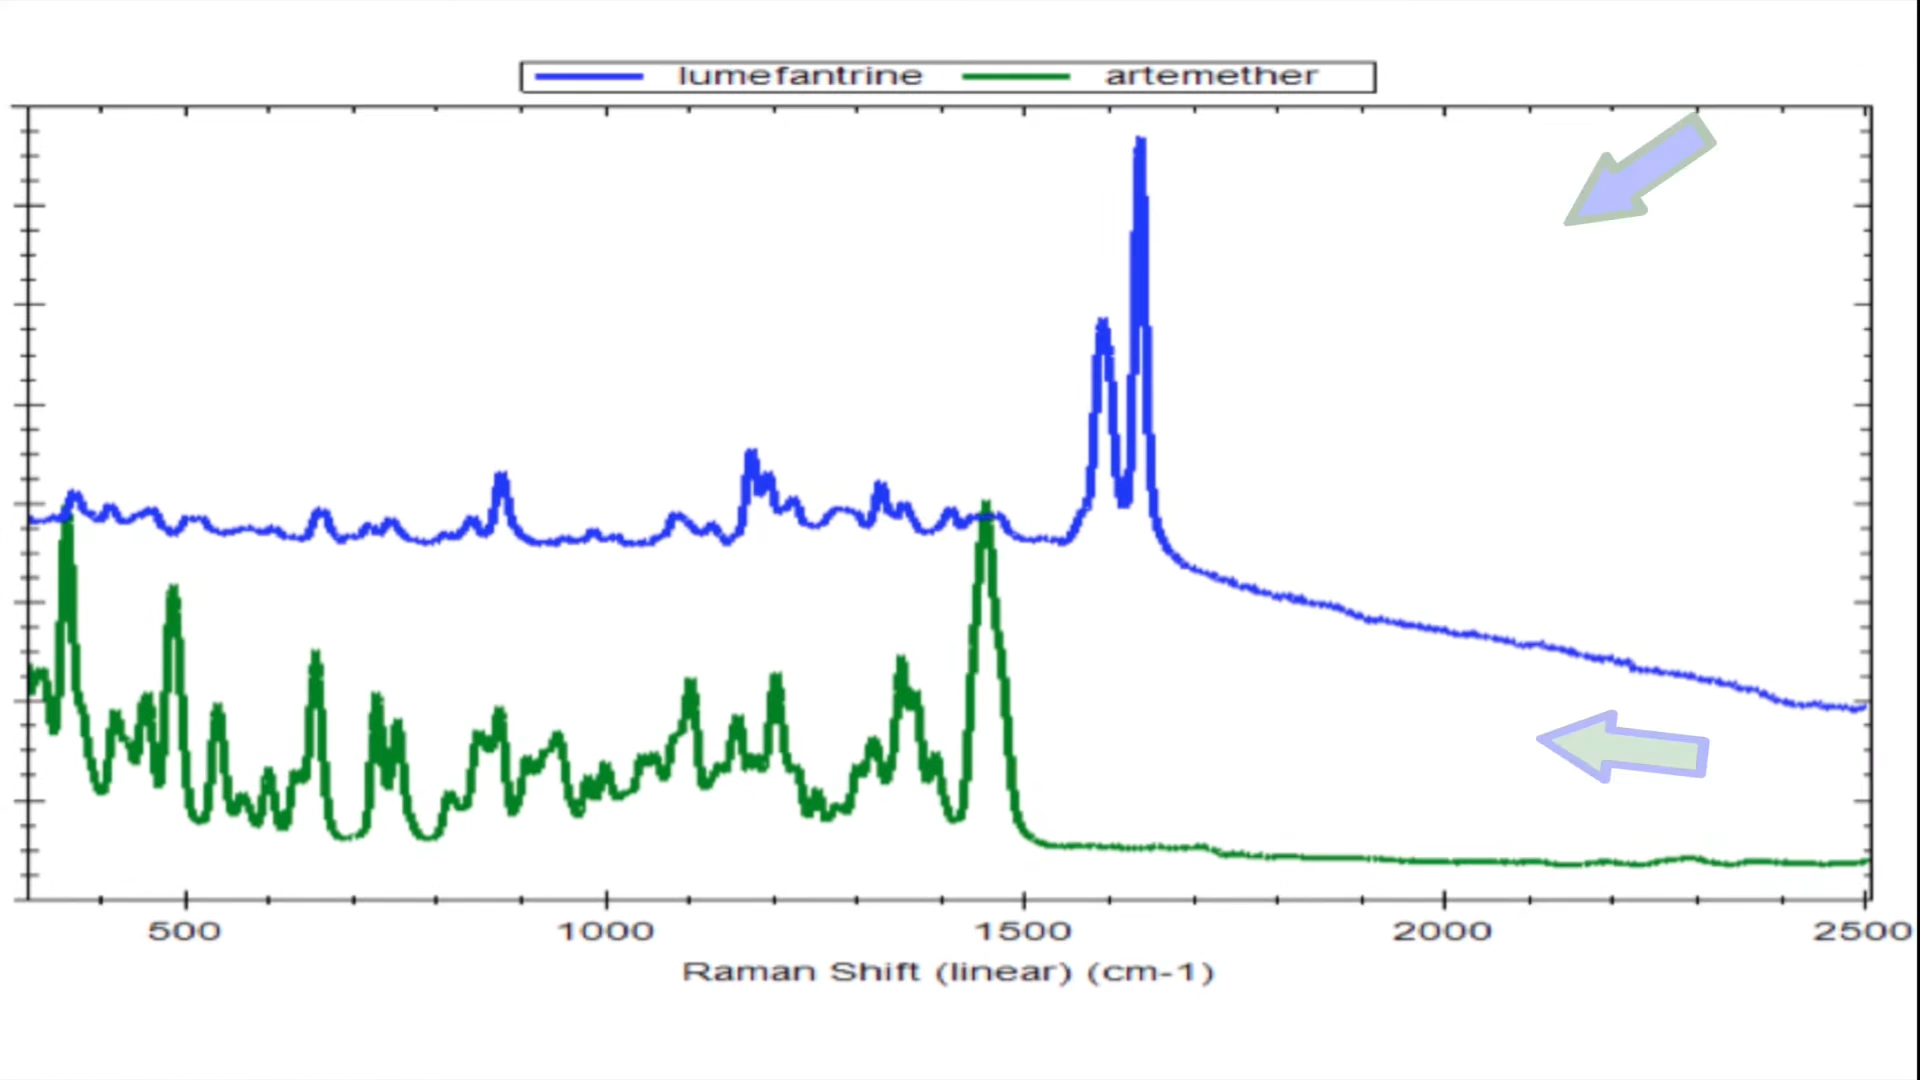 lumefantrine artemether
500 1000 1500 2000 2500
Raman Shift (linear) (cm-1)